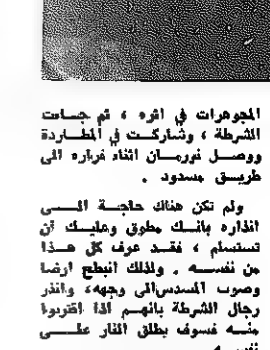 المجوهرات في اثره ، ثم جساءت
الشرطة ، وشاركت في المطاردة
ووصل نورمان اثناء فراره الى
طريق مسدود .
ولم تكن هناك حاجة الى
انذاره بانك مطوق وعليك أن
تستسلم ، فقد عرف كل هذا
من نفسه . ولذلك انبطح ارضا
وصوب المسدس الى وجهه، وانذر
رجال الشرطة بانهم اذا اقتربوا
منه فسوف يطلق النار على